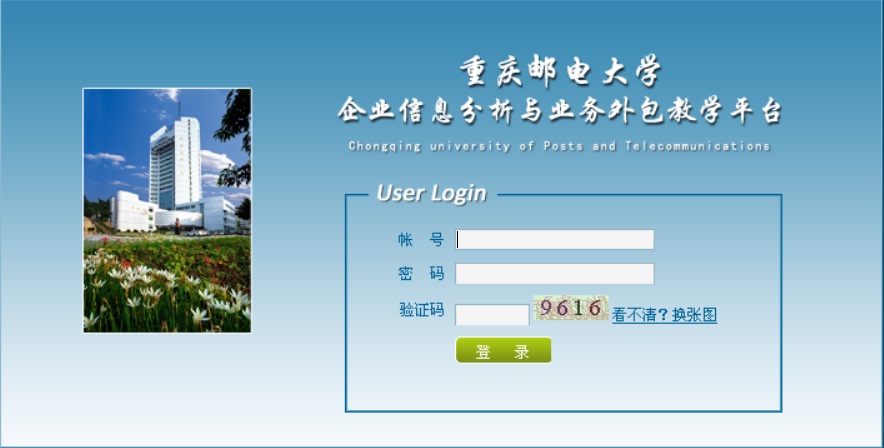 重庆邮电大学
企业信息分析与业务外包教学平台
Chongqing university of Posts and Telecommunications
User Login
帐 号
密 码
验证码 9616 看不清？换张图
登 录